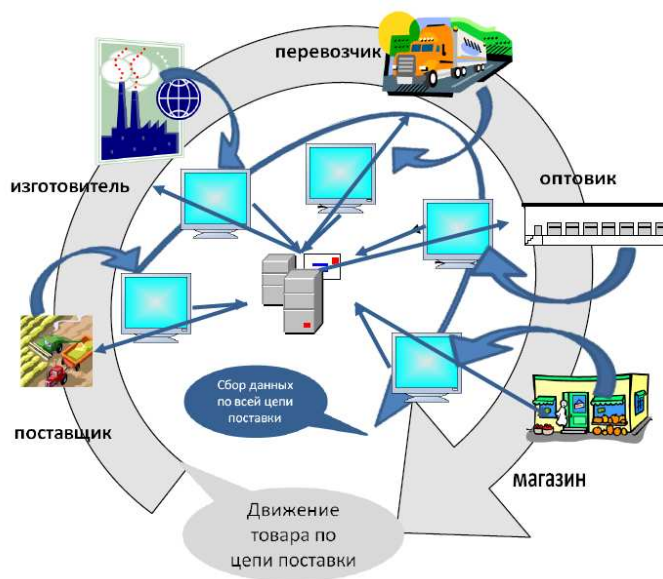 перевозчик
изготовитель
оптовик
Сбор данных
по всей цепи
поставки
поставщик
магазин
Движение
товара по
цепи поставки